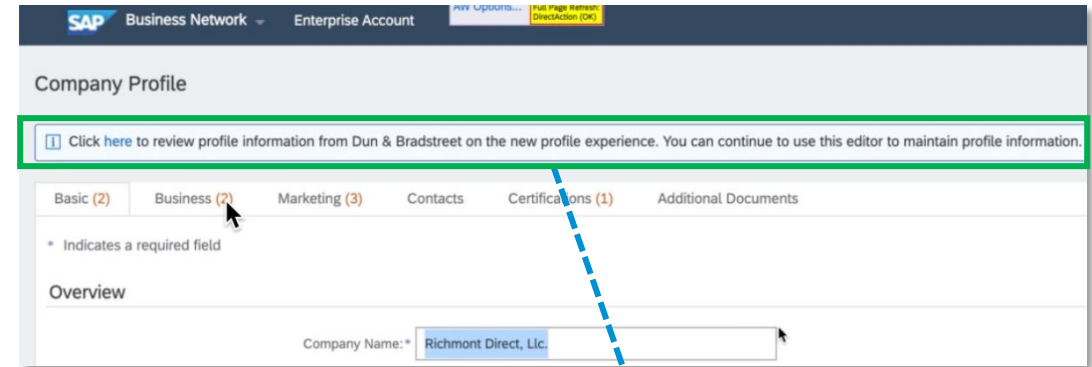 SAP Business Network Enterprise Account AW Options... Full Page Refresh:
DirectAction (OK)
Company Profile
i Click here to review profile information from Dun & Bradstreet on the new profile experience. You can continue to use this editor to maintain profile information.
Basic (2) Business (2) Marketing (3) Contacts Certifications (1) Additional Documents
* Indicates a required field
Overview
Company Name:* Richmont Direct, Llc.